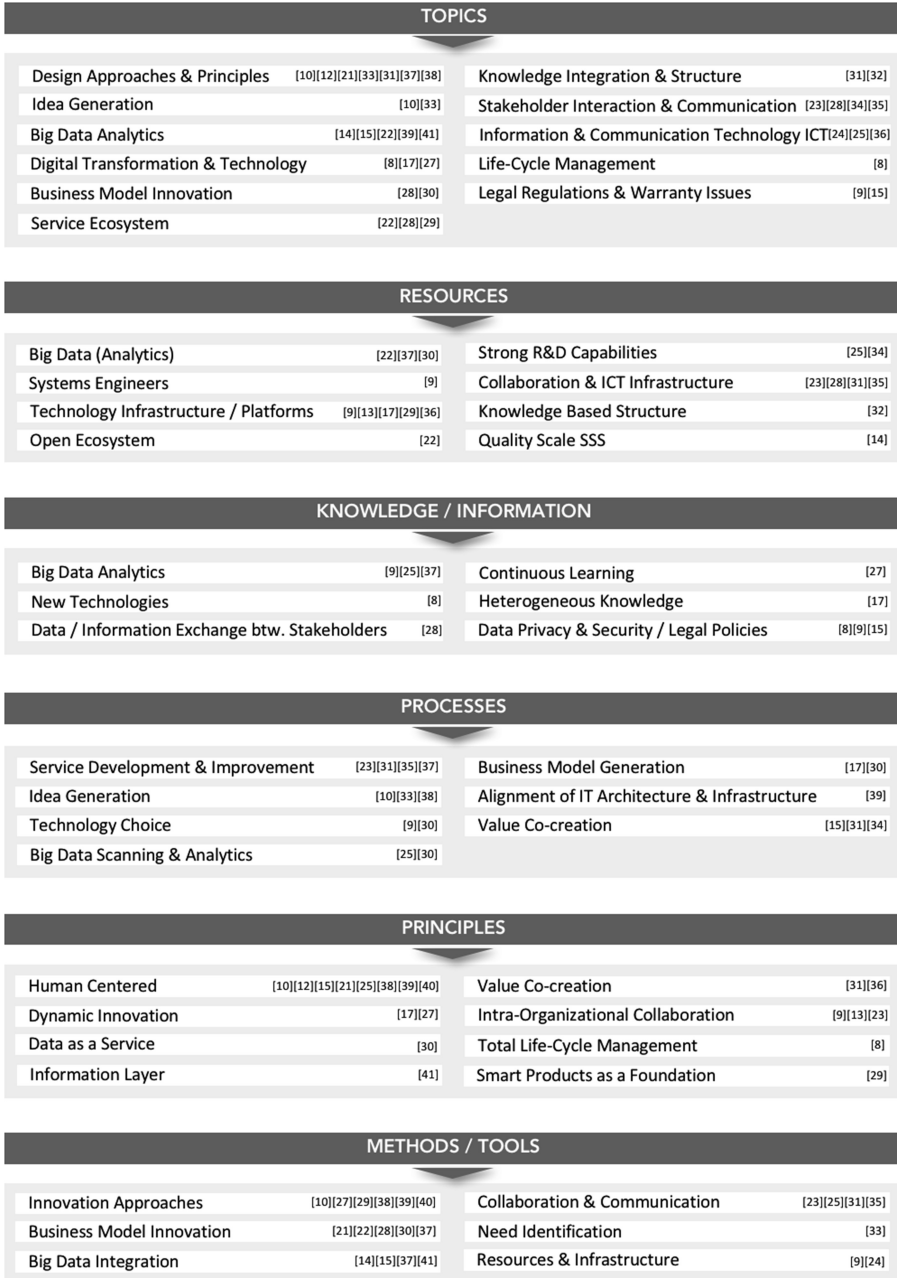 TOPICS
Design Approaches & Principles [10][12][21][33][31][37][38]
Idea Generation [10][33]
Big Data Analytics [14][15][22][39][41]
Digital Transformation & Technology [8][17][27]
Business Model Innovation [28][30]
Service Ecosystem [22][28][29]
Knowledge Integration & Structure [31][32]
Stakeholder Interaction & Communication [23][28][34][35]
Information & Communication Technology ICT[24][25][36]
Life-Cycle Management [8]
Legal Regulations & Warranty Issues [9][15]
RESOURCES
Big Data (Analytics) [22][37][30]
Systems Engineers [9]
Technology Infrastructure / Platforms [9][13][17][29][36]
Open Ecosystem [22]
Strong R&D Capabilities [25][34]
Collaboration & ICT Infrastructure [23][28][31][35]
Knowledge Based Structure [32]
Quality Scale SSS [14]
KNOWLEDGE / INFORMATION
Big Data Analytics [9][25][37]
New Technologies [8]
Data / Information Exchange btw. Stakeholders [28]
Continuous Learning [27]
Heterogeneous Knowledge [17]
Data Privacy & Security / Legal Policies [8][9][15]
PROCESSES
Service Development & Improvement [23][31][35][37]
Idea Generation [10][33][38]
Technology Choice [9][30]
Big Data Scanning & Analytics [25][30]
Business Model Generation [17][30]
Alignment of IT Architecture & Infrastructure [39]
Value Co-creation [15][31][34]
PRINCIPLES
Human Centered [10][12][15][21][25][38][39][40]
Dynamic Innovation [17][27]
Data as a Service [30]
Information Layer [41]
Value Co-creation [31][36]
Intra-Organizational Collaboration [9][13][23]
Total Life-Cycle Management [8]
Smart Products as a Foundation [29]
METHODS / TOOLS
Innovation Approaches [10][27][29][38][39][40]
Business Model Innovation [21][22][28][30][37]
Big Data Integration [14][15][37][41]
Collaboration & Communication [23][25][31][35]
Need Identification [33]
Resources & Infrastructure [9][24]